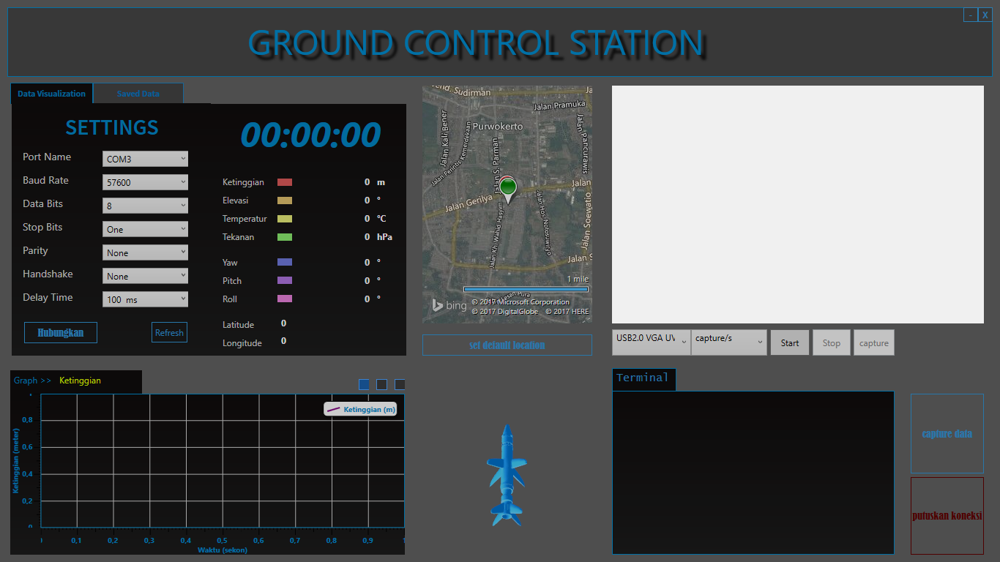 - X
GROUND CONTROL STATION
Data Visualization Saved Data
SETTINGS
Port Name COM3
Baud Rate 57600
Data Bits 8
Stop Bits One
Parity None
Handshake None
Delay Time 100 ms
Hubungkan Refresh
00:00:00
Ketinggian 0 m
Elevasi 0 °
Temperatur 0 °C
Tekanan 0 hPa
Yaw 0 °
Pitch 0 °
Roll 0 °
Latitude 0
Longitude 0
Sudirman
Jalan Pramuka
Purwokerto
Jalan Kali Bener
Jalan Perintis Kemerdekaan
Jalan S. Parman
Jalan Pancurawis
Jalan Gerilya
Jalan
Jalan Kh. Wahid Hasyim
Jalan Hos. Notosuwiryo
Jalan Soewatio
Jalan S
1 mile
bing
© 2017 Microsoft Corporation
© 2017 DigitalGlobe © 2017 HERE
set default location
USB2.0 VGA UV capture/s Start Stop capture
Graph >> Ketinggian
Ketinggian (m)
Ketinggian (meter)
0,8
0,6
0,4
0,2
0
0,1 0,2 0,3 0,4 0,5 0,6 0,7 0,8 0,9 1
Waktu (sekon)
Terminal
capture data
putuskan koneksi